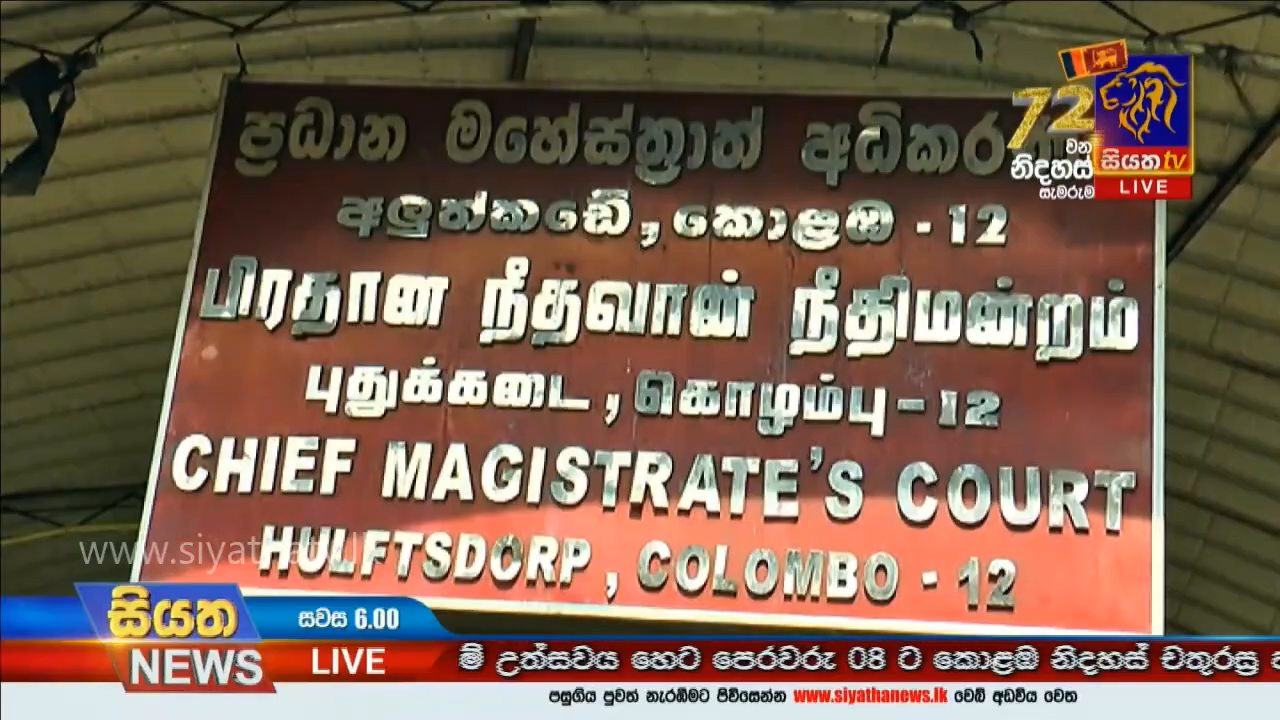 ප්‍රධාන මහේස්ත්‍රාත්
අලුත්කඩේ, කොළඹ - 12
பிரதான நீதவான் நீதிமன்றம்
புதுக்கடை, கொழம்பு - 12
CHIEF MAGISTRATE'S COURT
HULFTSDORP, COLOMBO - 12
72
වන
නිදහස්
සැමරුම
සියත tv
LIVE
සියත
NEWS
සවස 6.00
LIVE
ම් උත්සවය හෙට පෙරවරු 08 ට කොළඹ නිදහස් චතුරස්‍ර
පසුගිය පුවත් නැරඹීමට පිවිසෙන්න www.siyathanews.lk වෙබ් අඩවිය වෙත